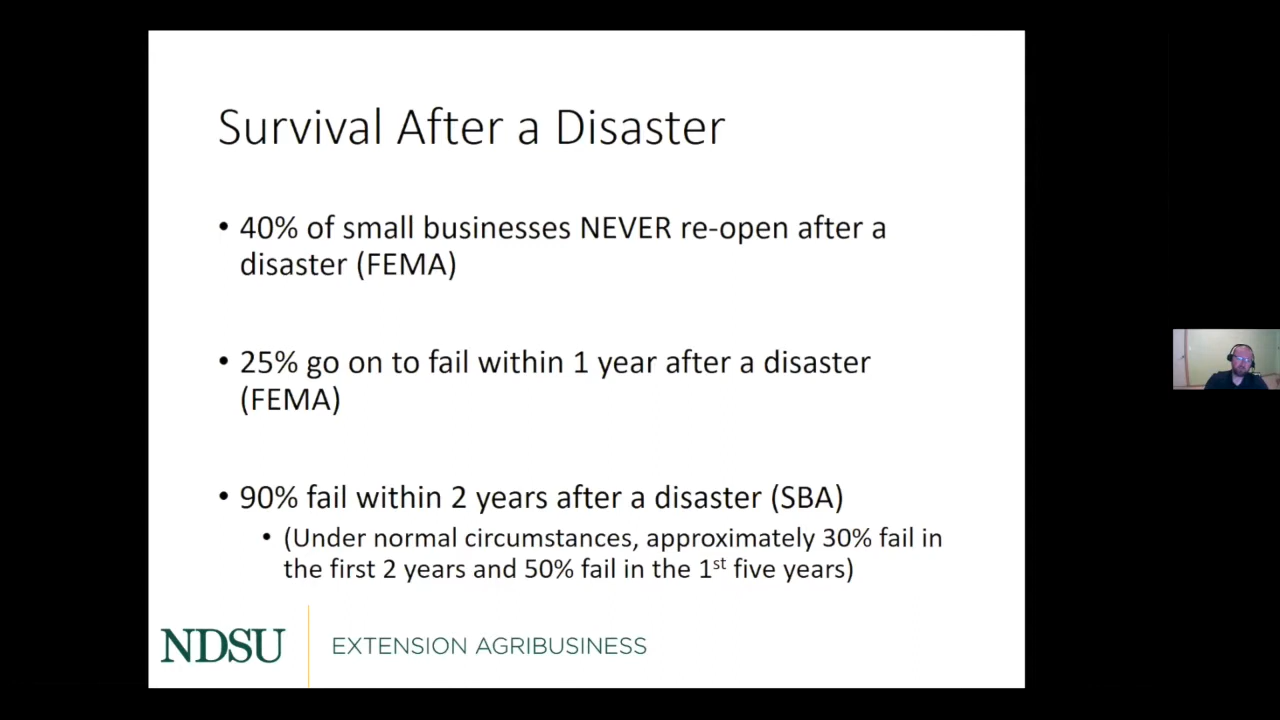 Survival After a Disaster
• 40% of small businesses NEVER re-open after a
disaster (FEMA)
• 25% go on to fail within 1 year after a disaster
(FEMA)
• 90% fail within 2 years after a disaster (SBA)
• (Under normal circumstances, approximately 30% fail in
the first 2 years and 50% fail in the 1st five years)
NDSU EXTENSION AGRIBUSINESS